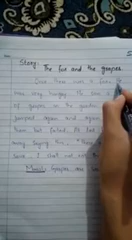 Story: The fox and the grapes
Once there was a fox. He
was very hungry. He saw a
of grapes in the garden
jumped again and again
them but failed. He
away saying this, "These
sour. I shall not eat the
Moral: Grapes are sour